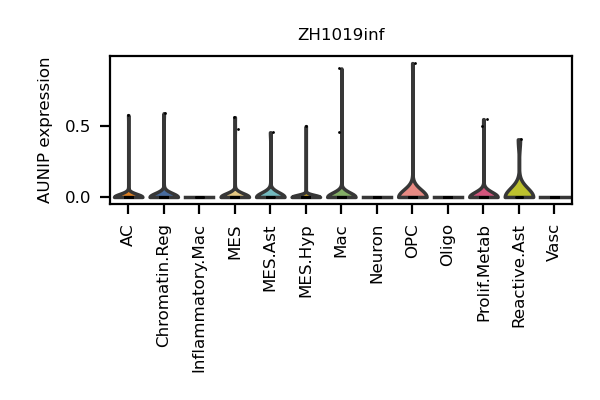 ZH1019inf
AUNIP expression
0.5
0.0
AC
Chromatin.Reg
Inflammatory.Mac
MES
MES.Ast
MES.Hyp
Mac
Neuron
OPC
Oligo
Prolif.Metab
Reactive.Ast
Vasc